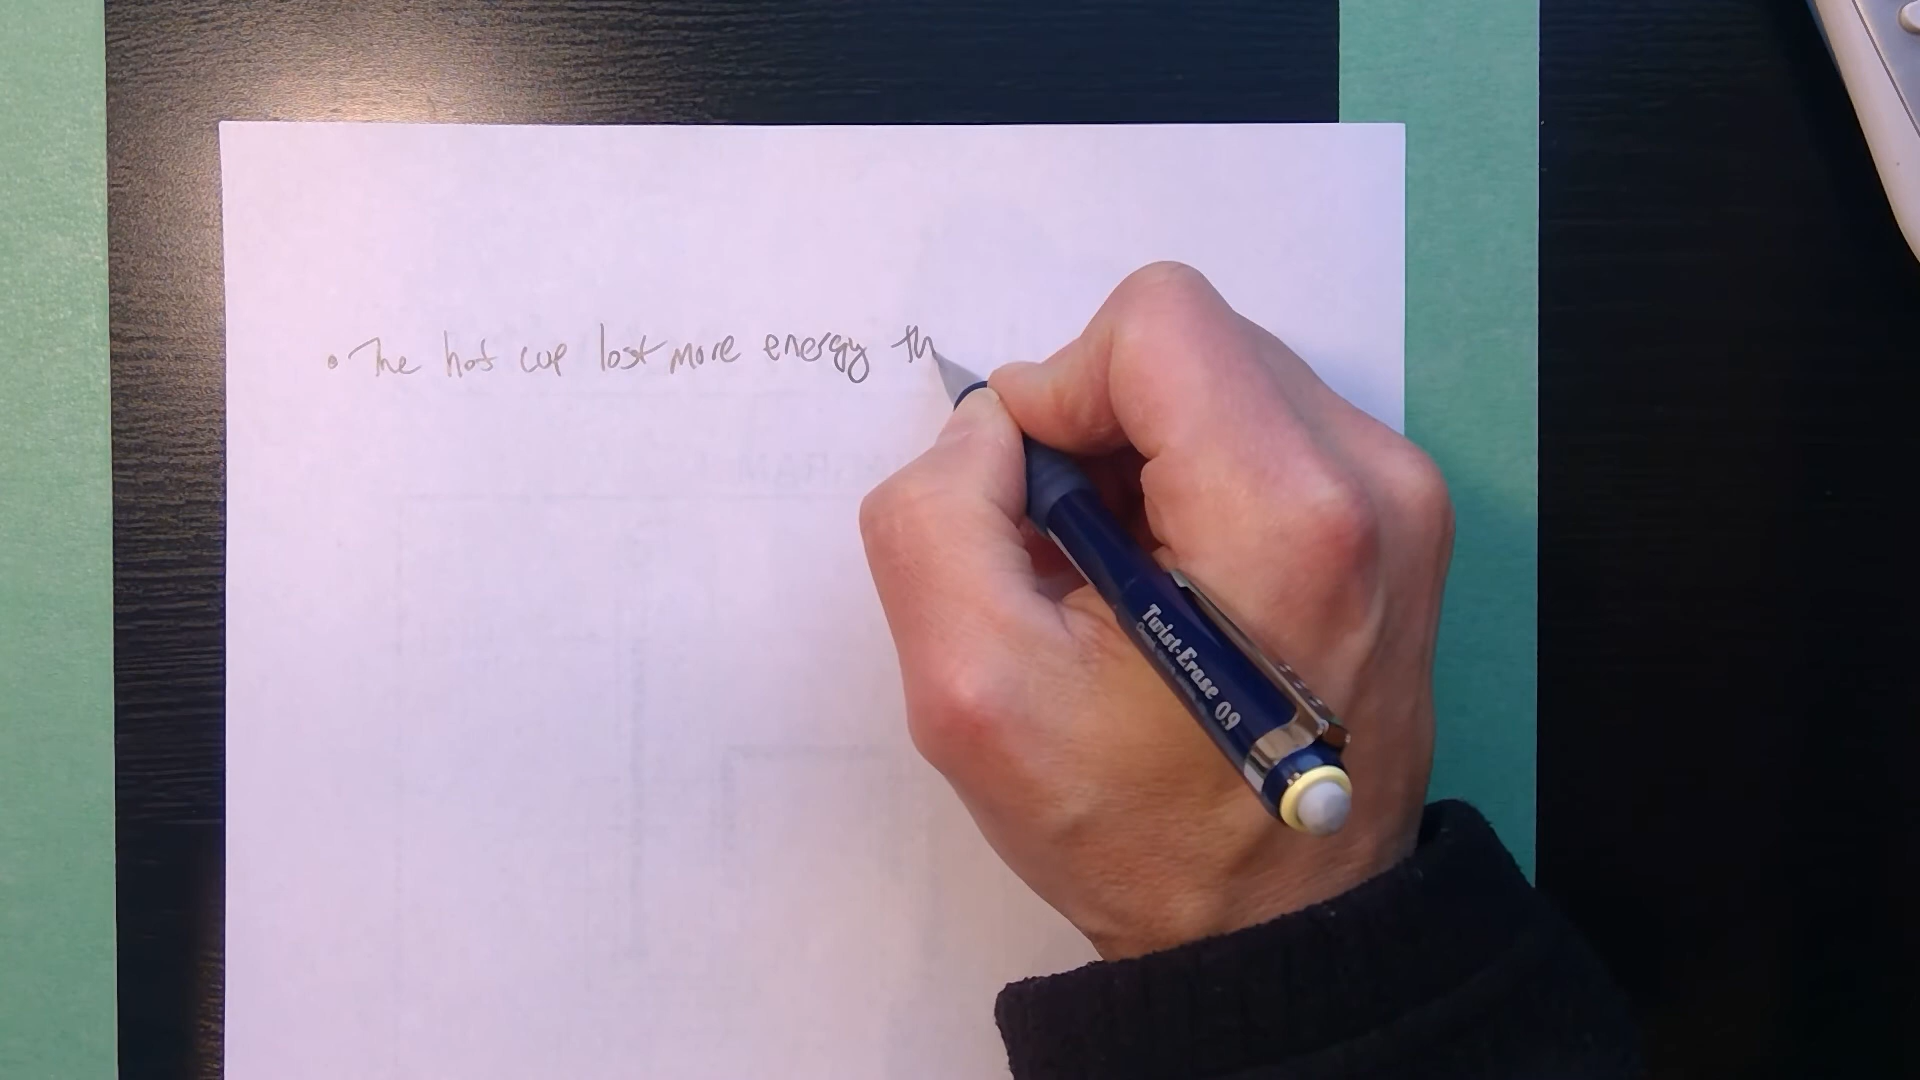 • The hot cup lost more energy th
Twist-Erase 0.9